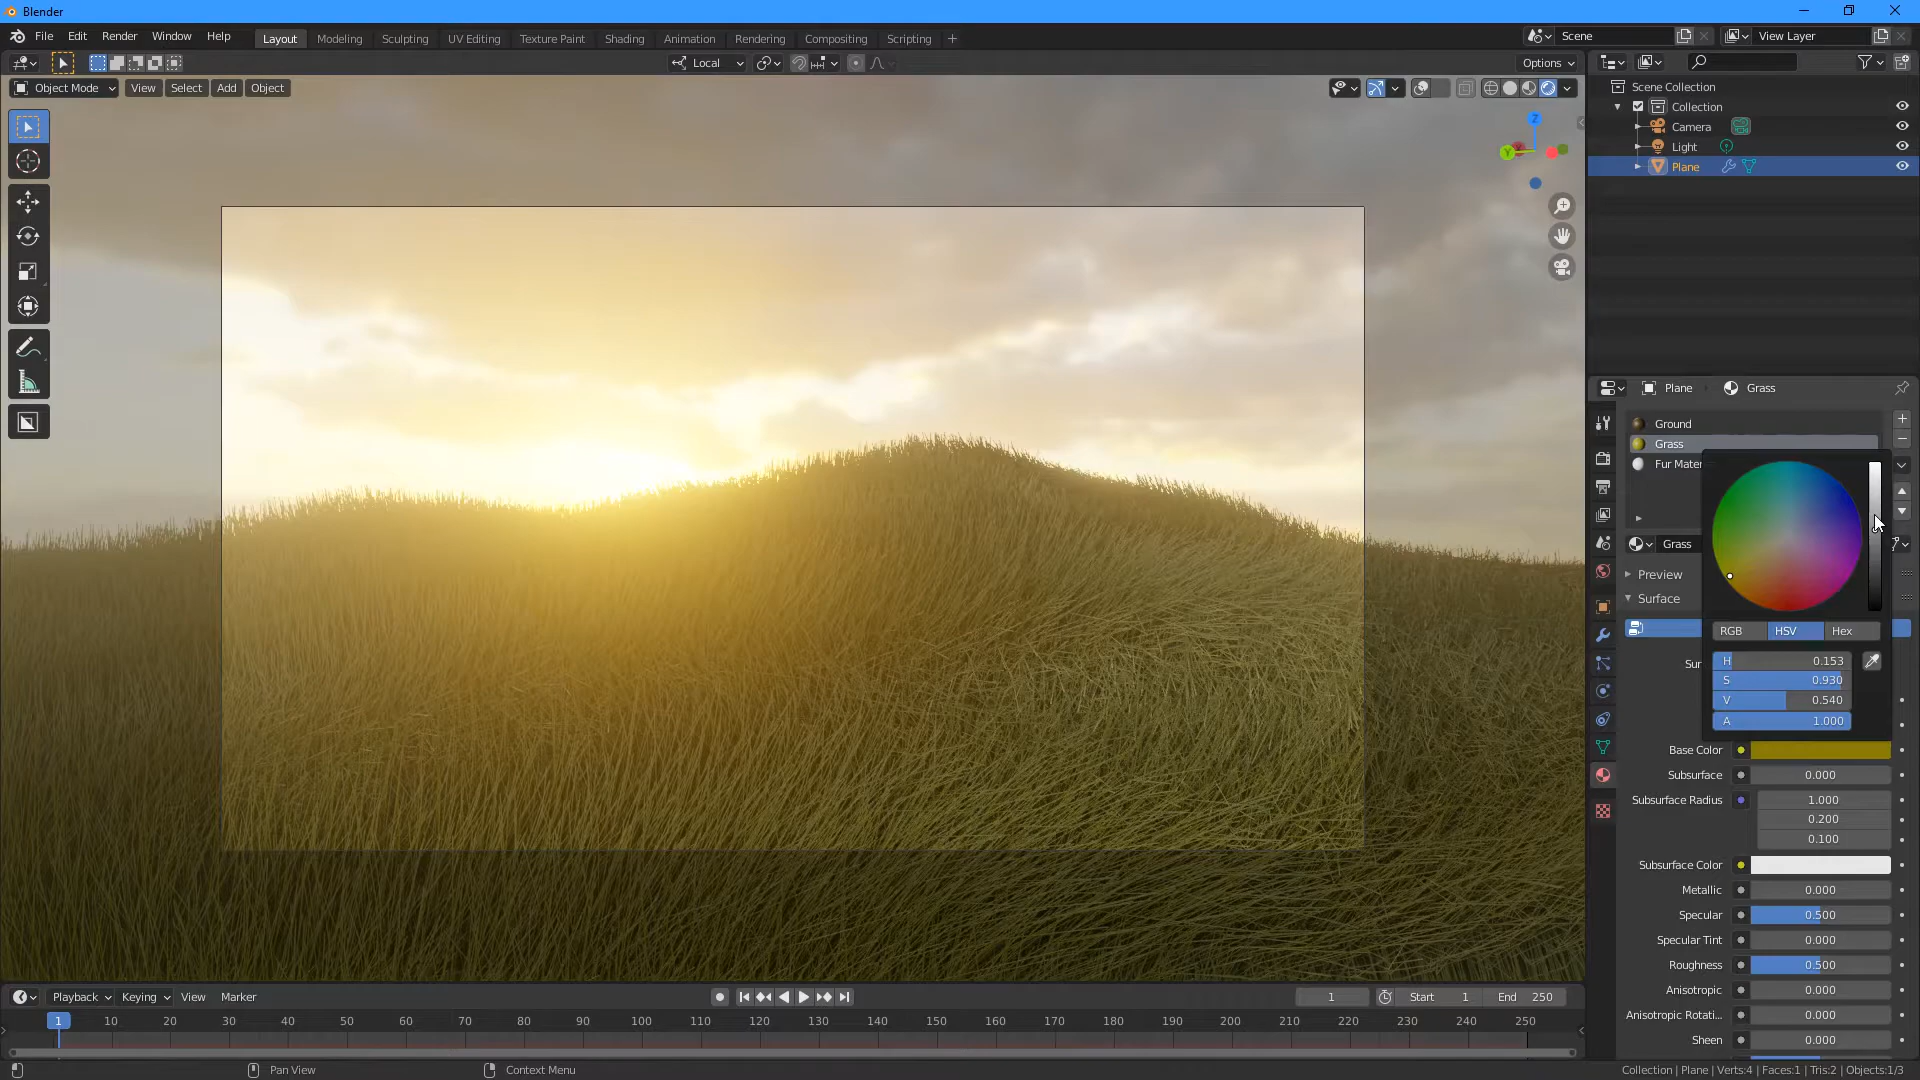 Blender
File Edit Render Window Help
Layout Modeling Sculpting UV Editing Texture Paint Shading Animation Rendering Compositing Scripting
Scene View Layer
Local Options
Object Mode View Select Add Object
Z
Y
Scene Collection
Collection
Camera
Light
Plane
Plane Grass
Ground
Grass
Fur Mater
Grass
Preview
Surface
RGB HSV Hex
H 0.153
Sur
S 0.930
V 0.540
A 1.000
Base Color
Subsurface 0.000
Subsurface Radius 1.000
0.200
0.100
Subsurface Color
Metallic 0.000
Specular 0.500
Specular Tint 0.000
Roughness 0.500
Anisotropic 0.000
Anisotropic Rotati... 0.000
Sheen 0.000
Playback Keying View Marker 1 Start 1 End 250
1 10 20 30 40 50 60 70 80 90 100 110 120 130 140 150 160 170 180 190 200 210 220 230 240 250
Pan View Context Menu Collection | Plane | Verts:4 | Faces:1 | Tris:2 | Objects:1/3